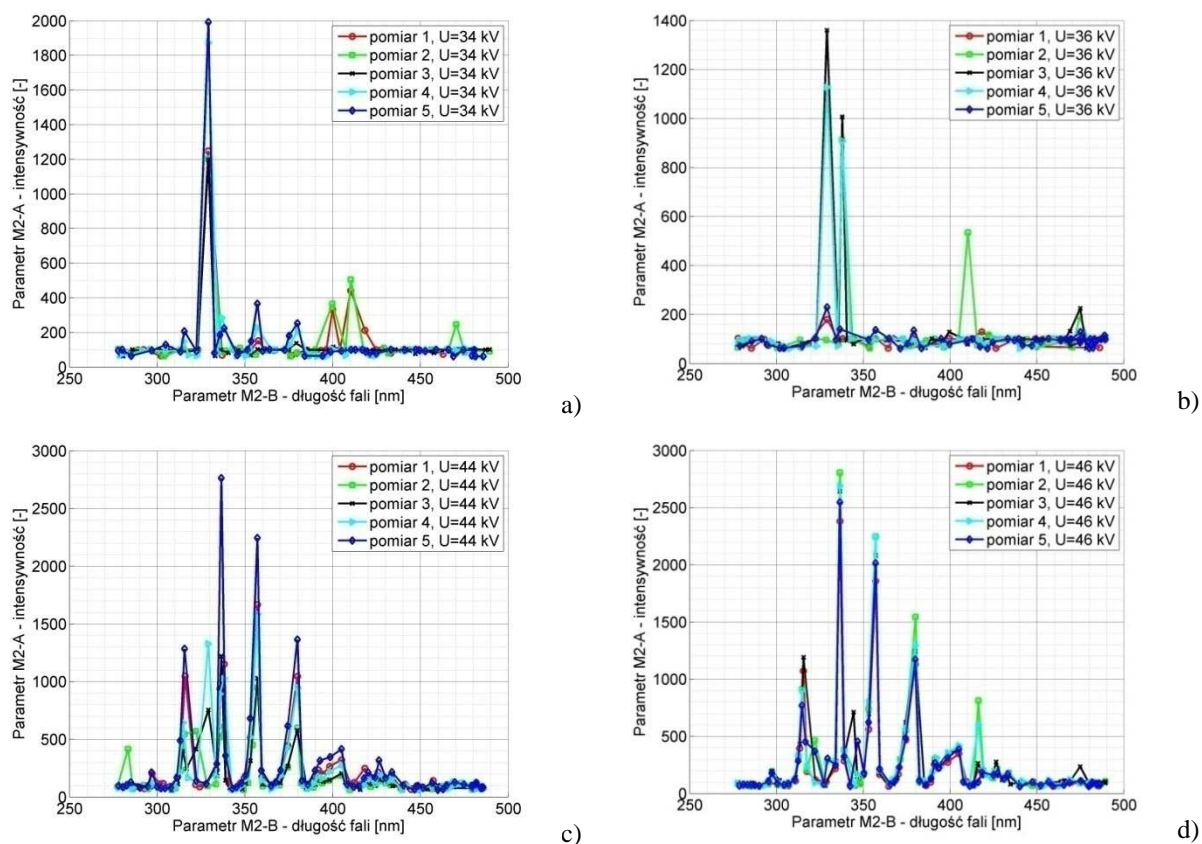 2000
1800
1600
1400
1200
1000
800
600
400
200
0
250
300
350
400
450
500
Parametr M2-A - intensywność [-]
Parametr M2-B - długość fali [nm]
pomiar 1, U=34 kV
pomiar 2, U=34 kV
pomiar 3, U=34 kV
pomiar 4, U=34 kV
pomiar 5, U=34 kV
a)
1400
1200
1000
800
600
400
200
0
250
300
350
400
450
500
Parametr M2-A - intensywność [-]
Parametr M2-B - długość fali [nm]
pomiar 1, U=36 kV
pomiar 2, U=36 kV
pomiar 3, U=36 kV
pomiar 4, U=36 kV
pomiar 5, U=36 kV
b)
3000
2500
2000
1500
1000
500
0
250
300
350
400
450
500
Parametr M2-A - intensywność [-]
Parametr M2-B - długość fali [nm]
pomiar 1, U=44 kV
pomiar 2, U=44 kV
pomiar 3, U=44 kV
pomiar 4, U=44 kV
pomiar 5, U=44 kV
c)
3000
2500
2000
1500
1000
500
0
250
300
350
400
450
500
Parametr M2-A - intensywność [-]
Parametr M2-B - długość fali [nm]
pomiar 1, U=46 kV
pomiar 2, U=46 kV
pomiar 3, U=46 kV
pomiar 4, U=46 kV
pomiar 5, U=46 kV
d)